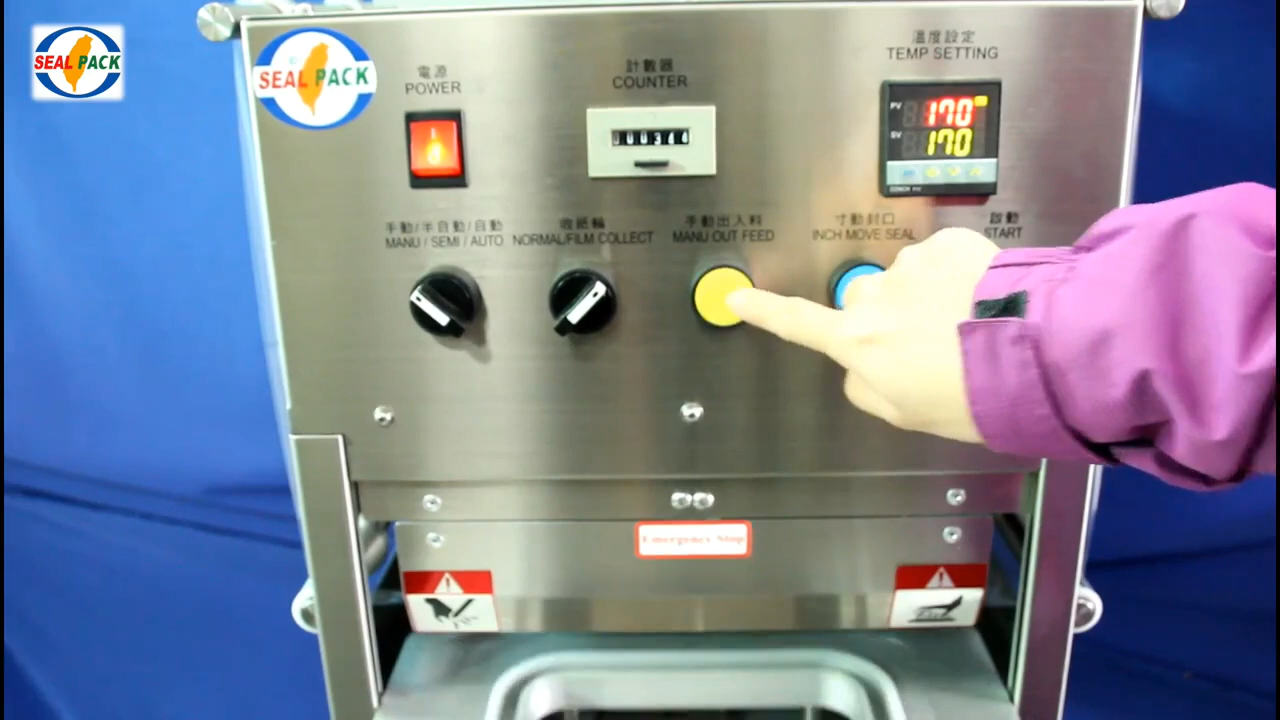 SEAL PACK
SEAL PACK
電源
POWER
計數器
COUNTER
溫度設定
TEMP SETTING
PV 170
SV 170
手動/半自動/自動
MANU / SEMI / AUTO
收紙輪
NORMAL/FILM COLLECT
手動出入料
MANU OUT FEED
寸動封口
INCH MOVE SEAL
啟動
START
Emergency Stop